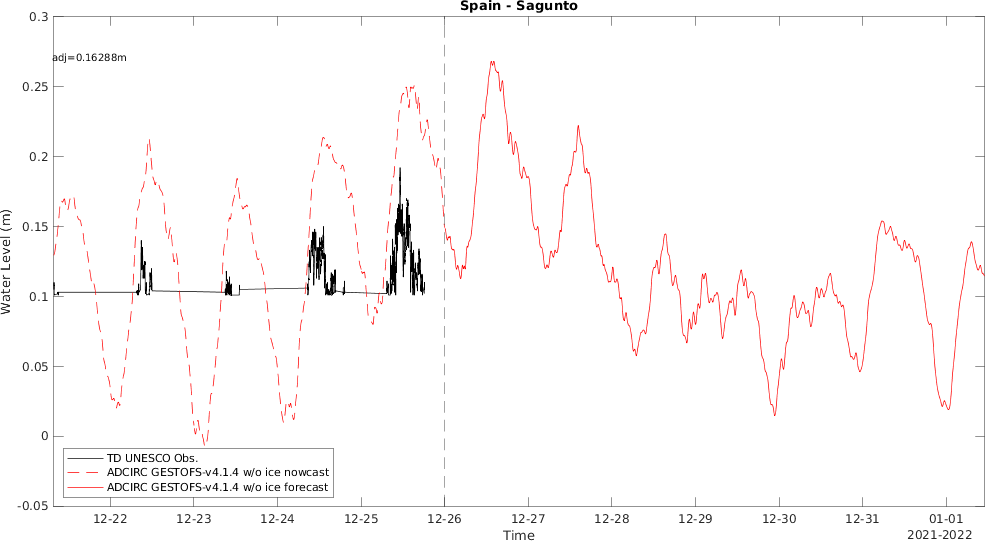 Spain - Sagunto
0.3
adj=0.16288m
0.25
0.2
0.15
0.1
0.05
0
-0.05
Water Level (m)
TD UNESCO Obs.
ADCIRC GESTOFS-v4.1.4 w/o ice nowcast
ADCIRC GESTOFS-v4.1.4 w/o ice forecast
12-22 12-23 12-24 12-25 12-26 12-27 12-28 12-29 12-30 12-31 01-01
Time
2021-2022